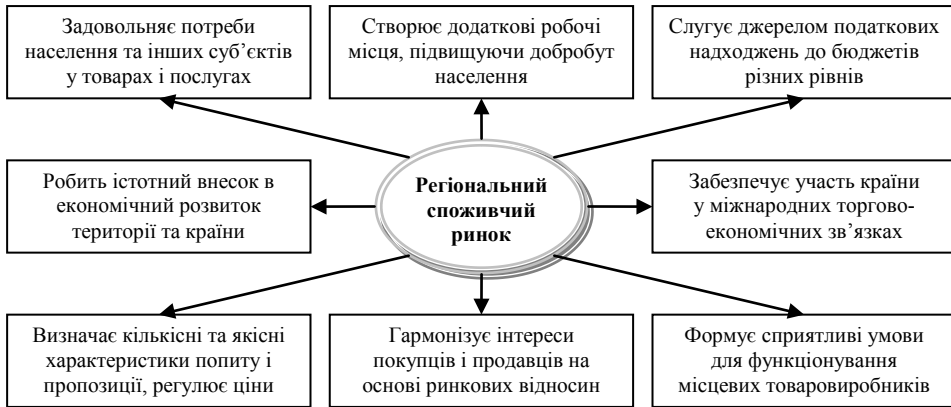 Задовольняє потреби
населення та інших суб’єктів
у товарах і послугах
Створює додаткові робочі
місця, підвищуючи добробут
населення
Слугує джерелом податкових
надходжень до бюджетів
різних рівнів
Робить істотний внесок в
економічний розвиток
території та країни
Регіональний
споживчий
ринок
Забезпечує участь країни
у міжнародних торгово-
економічних зв’язках
Визначає кількісні та якісні
характеристики попиту і
пропозиції, регулює ціни
Гармонізує інтереси
покупців і продавців на
основі ринкових відносин
Формує сприятливі умови
для функціонування
місцевих товаровиробників